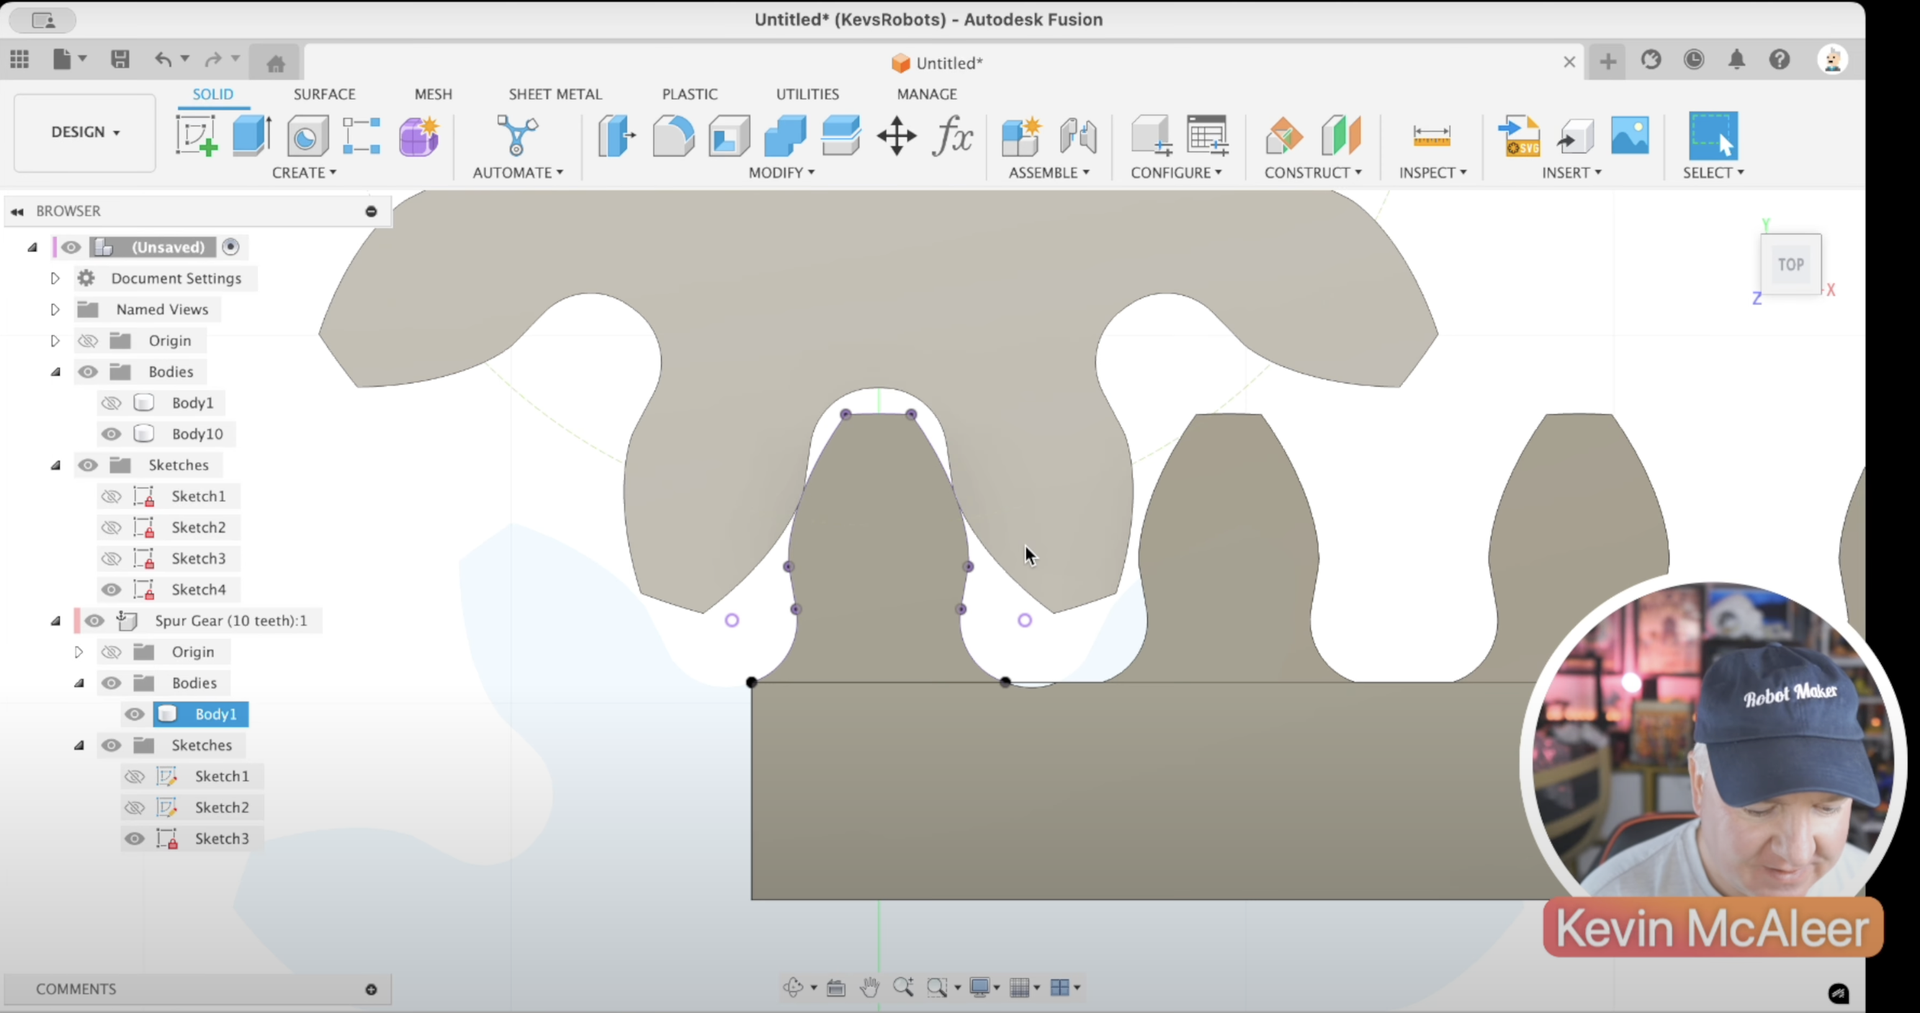 Untitled* (KevsRobots) - Autodesk Fusion
Untitled*
SOLID SURFACE MESH SHEET METAL PLASTIC UTILITIES MANAGE
DESIGN
fx
SVG
CREATE AUTOMATE MODIFY ASSEMBLE CONFIGURE CONSTRUCT INSPECT INSERT SELECT
BROWSER
(Unsaved)
Document Settings
Named Views
Origin
Bodies
Body1
Body10
Sketches
Sketch1
Sketch2
Sketch3
Sketch4
Spur Gear (10 teeth):1
Origin
Bodies
Body1
Sketches
Sketch1
Sketch2
Sketch3
Y
TOP
Z
X
Robot Maker
Kevin McAleer
COMMENTS